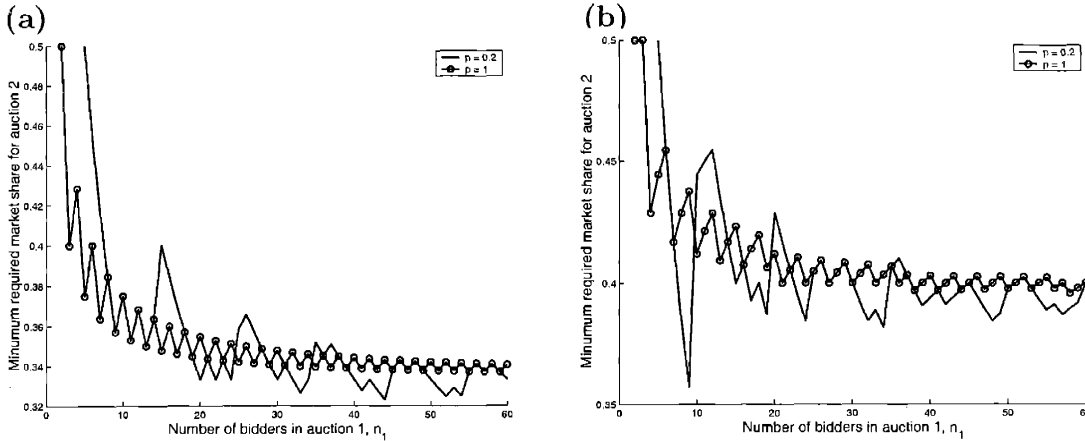 (a)
Minumum required market share for auction 2
0.5
0.48
0.46
0.44
0.42
0.4
0.38
0.36
0.34
0.32
p = 0.2
p = 1
0
10
20
30
40
50
60
Number of bidders in auction 1, n1
(b)
Minimum required market share for auction 2
0.5
0.45
0.4
0.35
p = 0.2
p = 1
0
10
20
30
40
50
60
Number of bidders in auction 1, n1